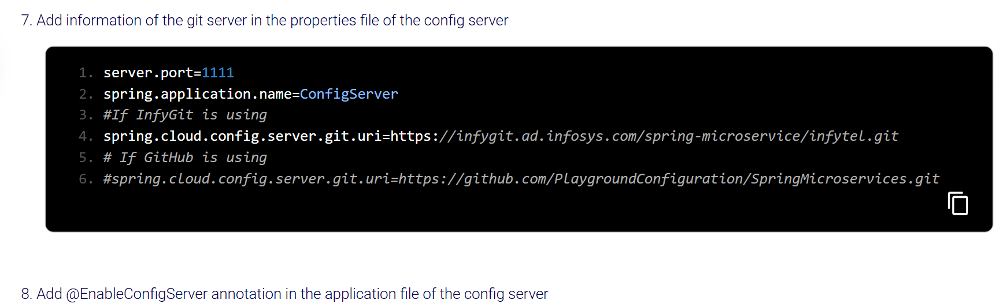 7. Add information of the git server in the properties file of the config server
1. server.port=1111
2. spring.application.name=ConfigServer
3. #If InfyGit is using
4. spring.cloud.config.server.git.uri=https://infygit.ad.infosys.com/spring-microservice/infytel.git
5. # If GitHub is using
6. #spring.cloud.config.server.git.uri=https://github.com/PlaygroundConfiguration/SpringMicroservices.git
8. Add @EnableConfigServer annotation in the application file of the config server